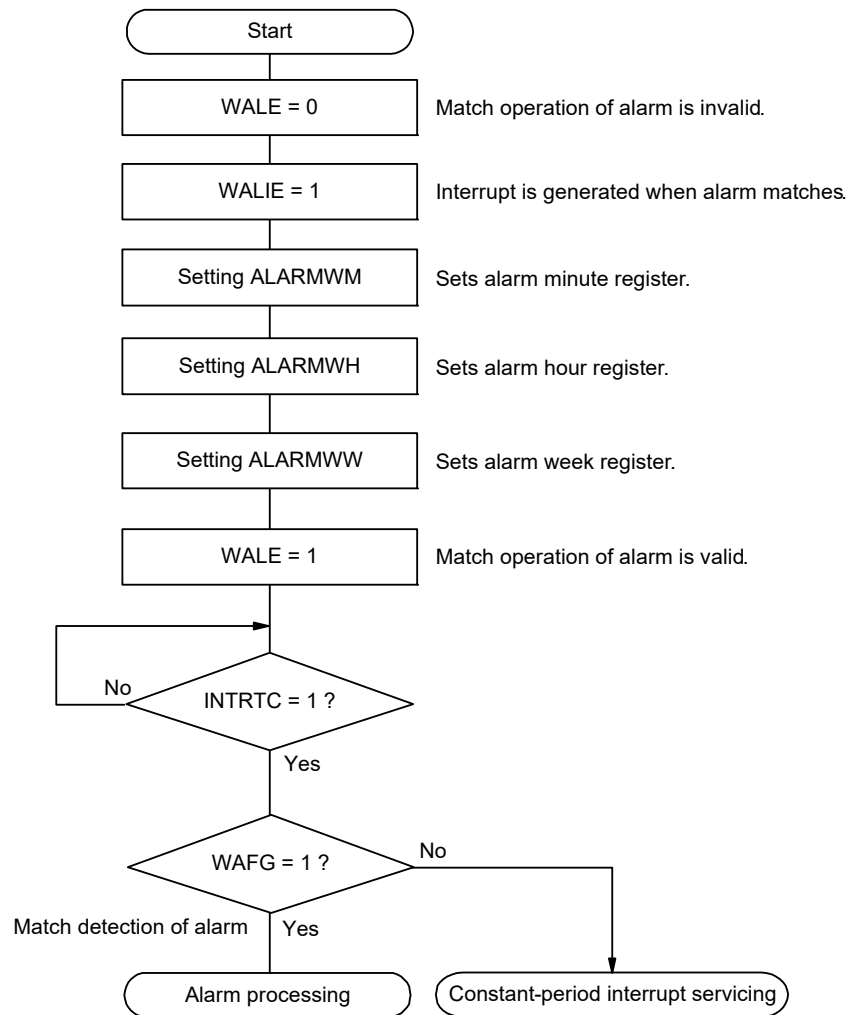 Start
WALE = 0
Match operation of alarm is invalid.
WALIE = 1
Interrupt is generated when alarm matches.
Setting ALARMWM
Sets alarm minute register.
Setting ALARMWH
Sets alarm hour register.
Setting ALARMWW
Sets alarm week register.
WALE = 1
Match operation of alarm is valid.
No
INTRTC = 1 ?
Yes
WAFG = 1 ?
No
Match detection of alarm
Yes
Alarm processing
Constant-period interrupt servicing